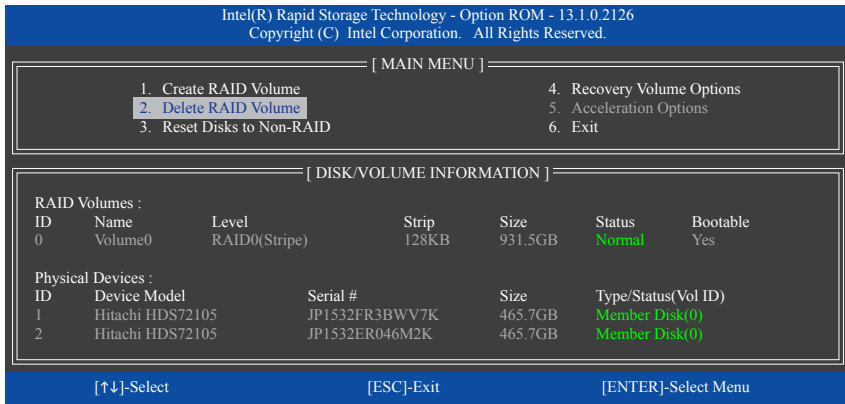 Intel(R) Rapid Storage Technology - Option ROM - 13.1.0.2126
Copyright (C) Intel Corporation. All Rights Reserved.
[ MAIN MENU ]
1. Create RAID Volume
2. Delete RAID Volume
3. Reset Disks to Non-RAID
4. Recovery Volume Options
5. Acceleration Options
6. Exit
[ DISK/VOLUME INFORMATION ]
RAID Volumes :
ID Name Level Strip Size Status Bootable
0 Volume0 RAID0(Stripe) 128KB 931.5GB Normal Yes
Physical Devices :
ID Device Model Serial # Size Type/Status(Vol ID)
1 Hitachi HDS72105 JP1532FR3BWV7K 465.7GB Member Disk(0)
2 Hitachi HDS72105 JP1532ER046M2K 465.7GB Member Disk(0)
[↑↓]-Select [ESC]-Exit [ENTER]-Select Menu